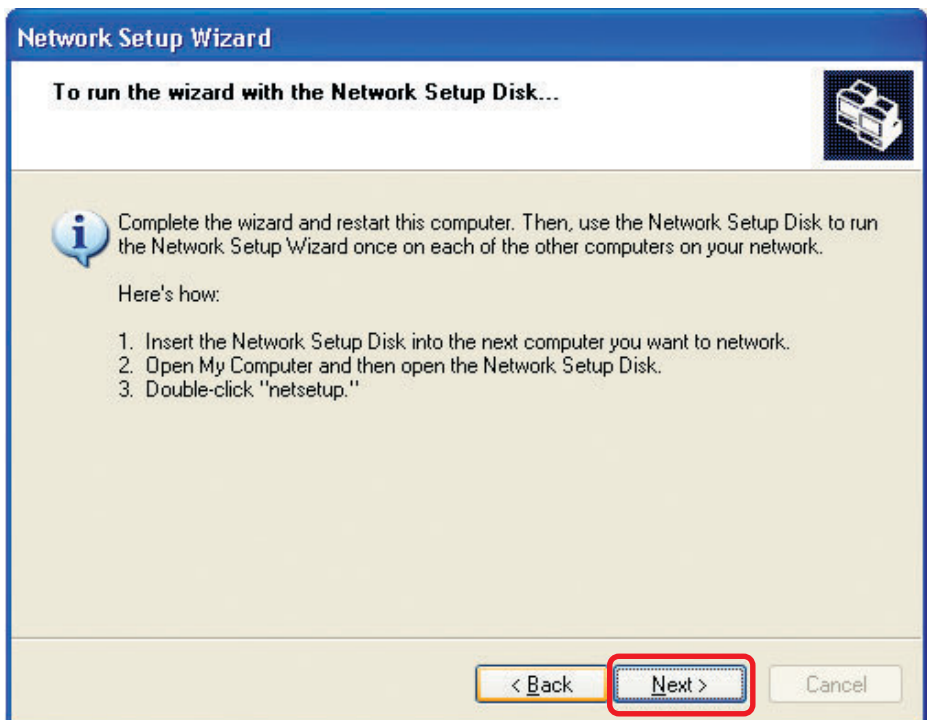 Network Setup Wizard
To run the wizard with the Network Setup Disk...
Complete the wizard and restart this computer. Then, use the Network Setup Disk to run
the Network Setup Wizard once on each of the other computers on your network.
Here's how:
1. Insert the Network Setup Disk into the next computer you want to network.
2. Open My Computer and then open the Network Setup Disk.
3. Double-click "netsetup."
< Back Next > Cancel